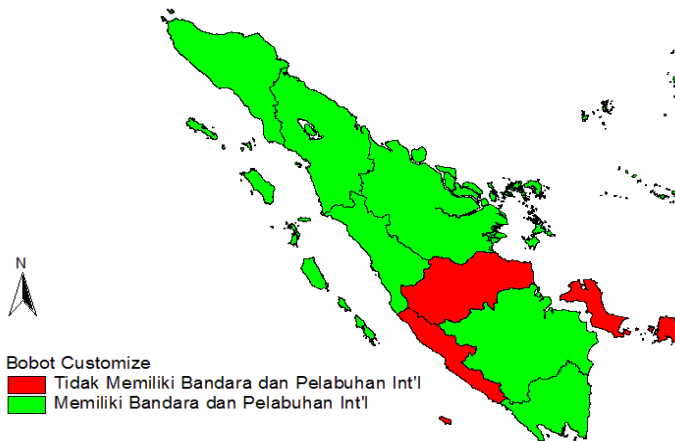 N
Bobot Customize
Tidak Memiliki Bandara dan Pelabuhan Int'l
Memiliki Bandara dan Pelabuhan Int'l